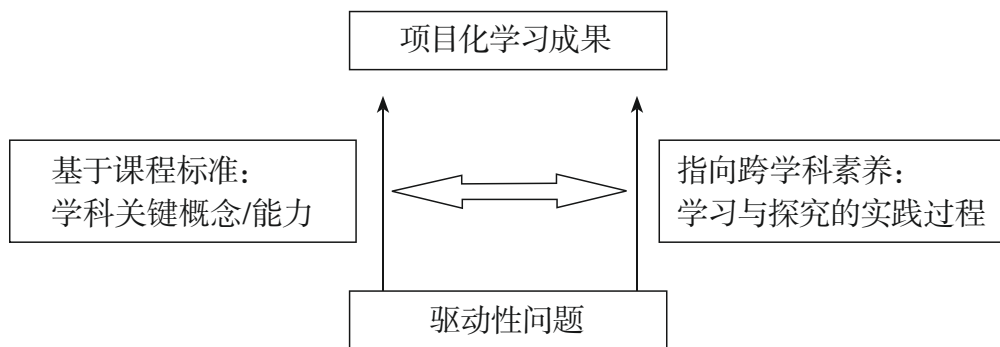 项目化学习成果
基于课程标准：
学科关键概念/能力
指向跨学科素养：
学习与探究的实践过程
驱动性问题